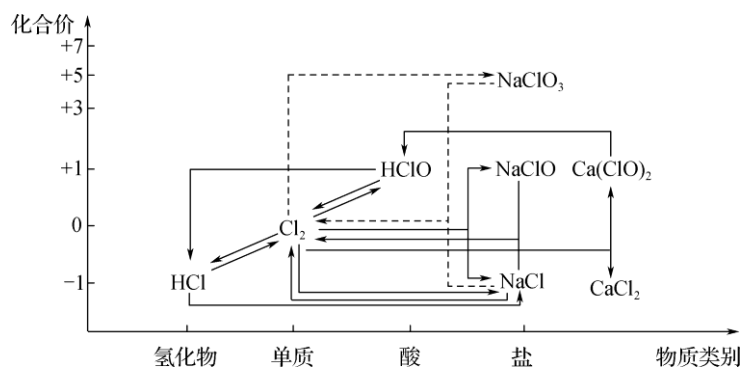 化合价
+7
+5
NaClO₃
+3
+1
HClO
NaClO
Ca(ClO)₂
0
Cl₂
−1
HCl
NaCl
CaCl₂
氢化物
单质
酸
盐
物质类别